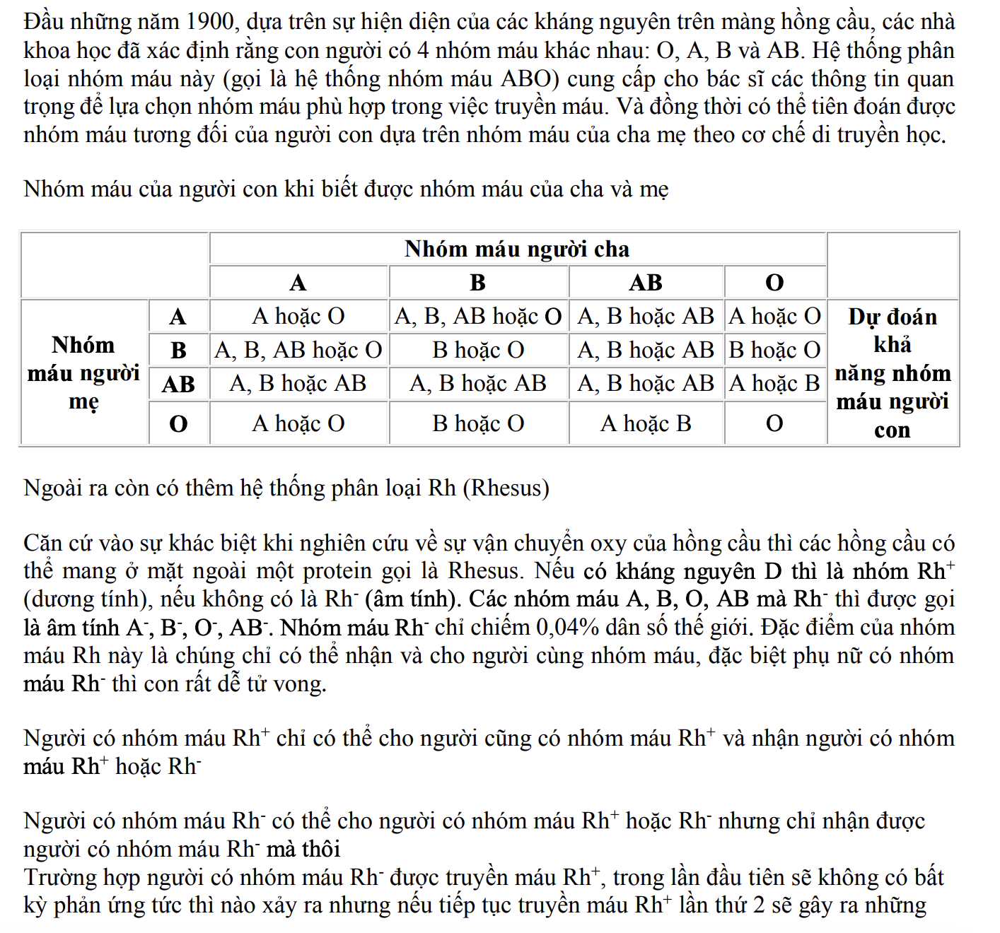 Đầu những năm 1900, dựa trên sự hiện diện của các kháng nguyên trên màng hồng cầu, các nhà
khoa học đã xác định rằng con người có 4 nhóm máu khác nhau: O, A, B và AB. Hệ thống phân
loại nhóm máu này (gọi là hệ thống nhóm máu ABO) cung cấp cho bác sĩ các thông tin quan
trọng để lựa chọn nhóm máu phù hợp trong việc truyền máu. Và đồng thời có thể tiên đoán được
nhóm máu tương đối của người con dựa trên nhóm máu của cha mẹ theo cơ chế di truyền học.
Nhóm máu của người con khi biết được nhóm máu của cha và mẹ
Nhóm máu người cha
A B AB O
Nhóm
máu người
mẹ
A A hoặc O A, B, AB hoặc O A, B hoặc AB A hoặc O
B A, B, AB hoặc O B hoặc O A, B hoặc AB B hoặc O
AB A, B hoặc AB A, B hoặc AB A, B hoặc AB A hoặc B
O A hoặc O B hoặc O A hoặc B O
Dự đoán
khả
năng nhóm
máu người
con
Ngoài ra còn có thêm hệ thống phân loại Rh (Rhesus)
Căn cứ vào sự khác biệt khi nghiên cứu về sự vận chuyển oxy của hồng cầu thì các hồng cầu có
thể mang ở mặt ngoài một protein gọi là Rhesus. Nếu có kháng nguyên D thì là nhóm Rh⁺
(dương tính), nếu không có là Rh⁻ (âm tính). Các nhóm máu A, B, O, AB mà Rh⁻ thì được gọi
là âm tính A⁻, B⁻, O⁻, AB⁻. Nhóm máu Rh⁻ chỉ chiếm 0,04% dân số thế giới. Đặc điểm của nhóm
máu Rh này là chúng chỉ có thể nhận và cho người cùng nhóm máu, đặc biệt phụ nữ có nhóm
máu Rh⁻ thì con rất dễ tử vong.
Người có nhóm máu Rh⁺ chỉ có thể cho người cũng có nhóm máu Rh⁺ và nhận người có nhóm
máu Rh⁺ hoặc Rh⁻
Người có nhóm máu Rh⁻ có thể cho người có nhóm máu Rh⁺ hoặc Rh⁻ nhưng chỉ nhận được
người có nhóm máu Rh⁻ mà thôi
Trường hợp người có nhóm máu Rh⁻ được truyền máu Rh⁺, trong lần đầu tiên sẽ không có bất
kỳ phản ứng tức thì nào xảy ra nhưng nếu tiếp tục truyền máu Rh⁺ lần thứ 2 sẽ gây ra những